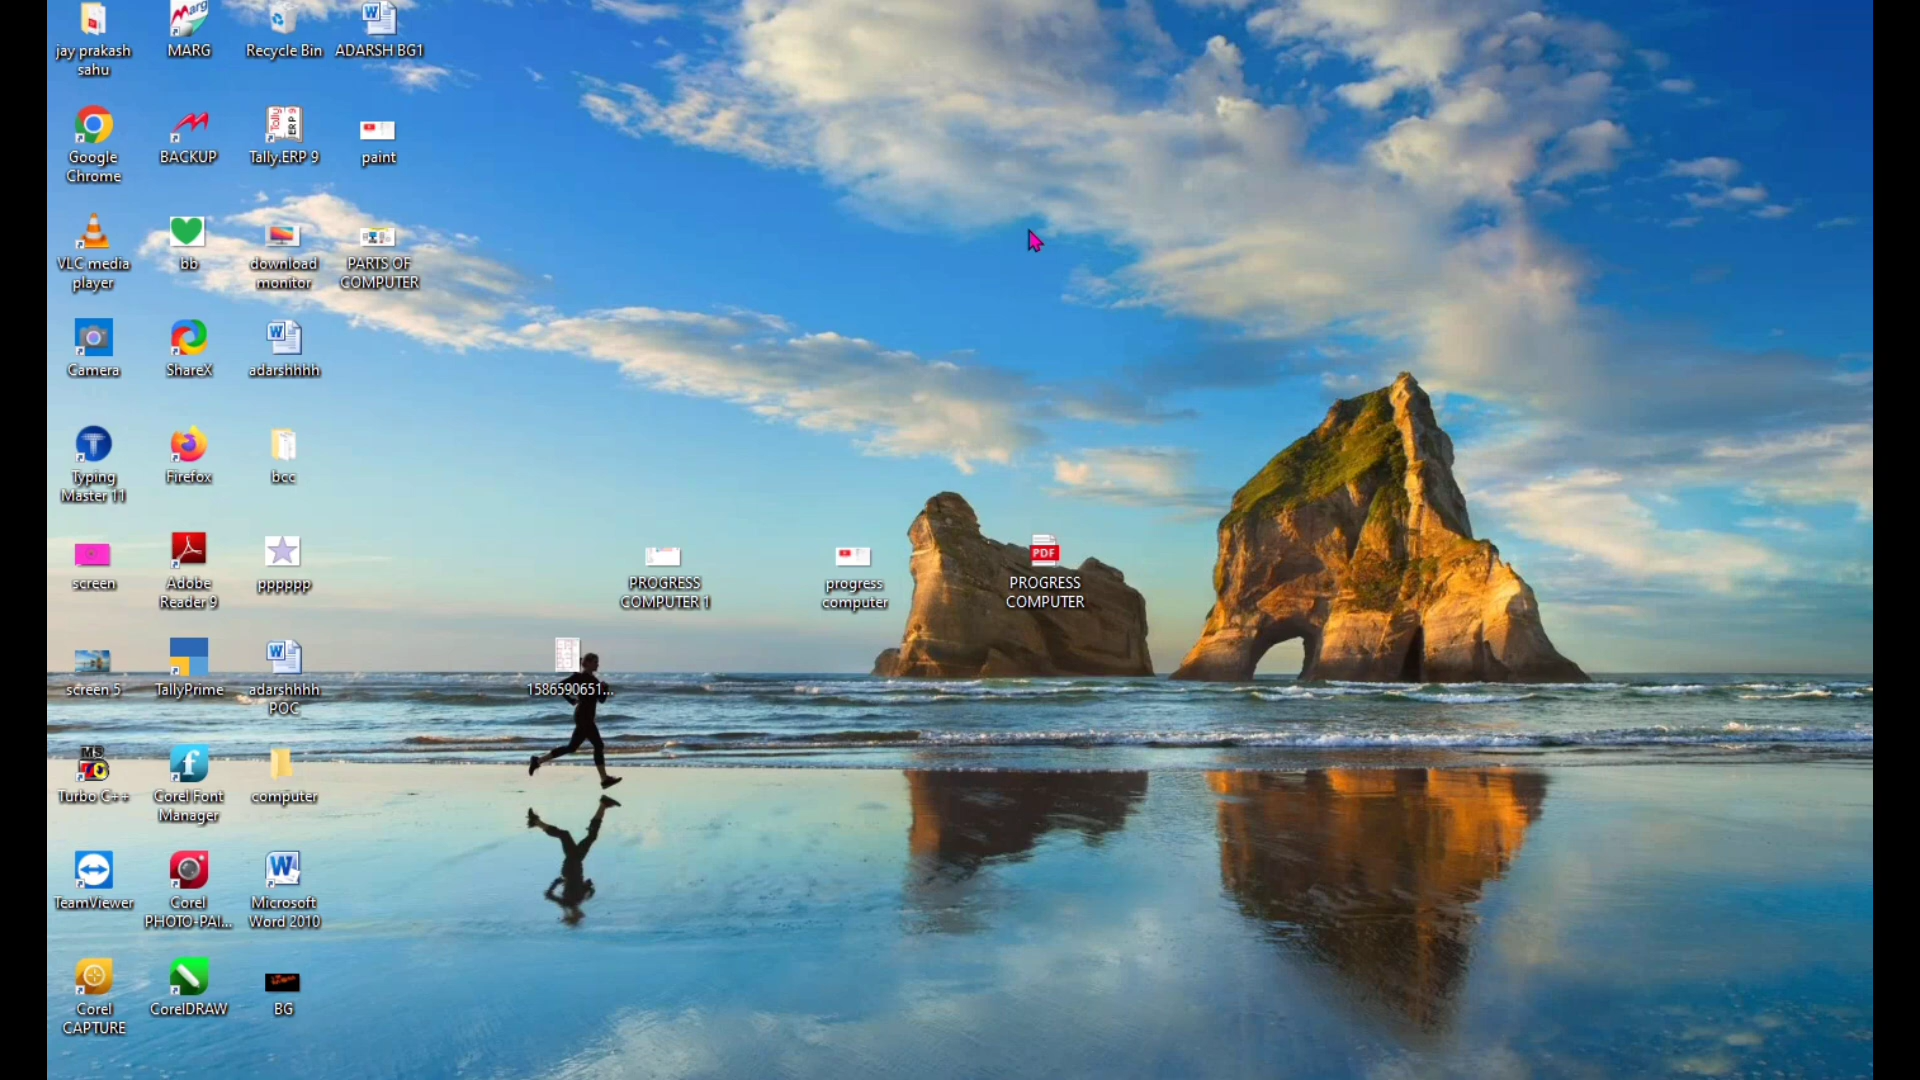 jay prakash
sahu
MARG
Recycle Bin
ADARSH BG1
Google
Chrome
BACKUP
Tally.ERP 9
paint
VLC media
player
bb
download
monitor
PARTS OF
COMPUTER
Camera
ShareX
adarshhhh
Typing
Master 11
Firefox
bcc
screen
Adobe
Reader 9
pppppp
PROGRESS
COMPUTER 1
progress
computer
PDF
PROGRESS
COMPUTER
screen 5
TallyPrime
adarshhhh
POC
1586590651...
Turbo C++
Corel Font
Manager
computer
TeamViewer
Corel
PHOTO-PAI...
Microsoft
Word 2010
Corel
CAPTURE
CorelDRAW
BG